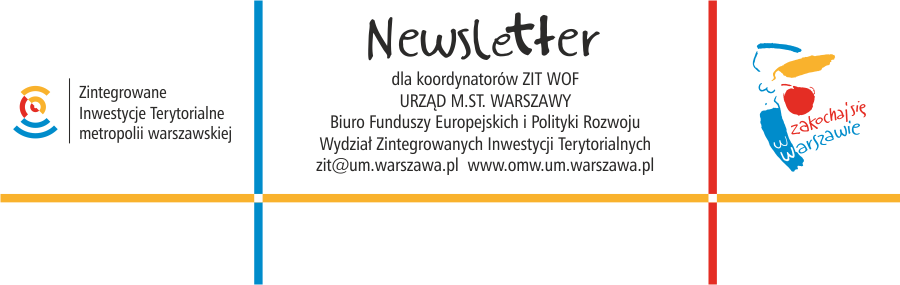 Zintegrowane
Inwestycje Terytorialne
metropolii warszawskiej
Newsletter
dla koordynatorów ZIT WOF
URZĄD M.ST. WARSZAWY
Biuro Funduszy Europejskich i Polityki Rozwoju
Wydział Zintegrowanych Inwestycji Terytorialnych
zit@um.warszawa.pl www.omw.um.warszawa.pl
zakochaj się
w warszawie